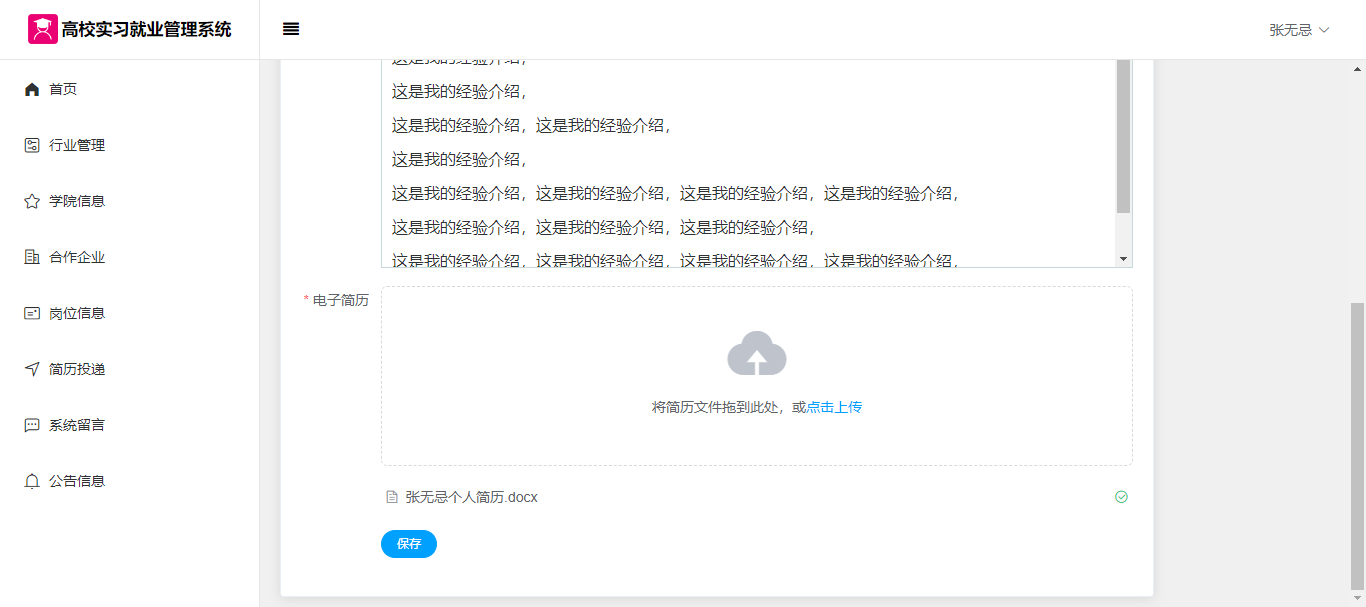 高校实习就业管理系统
张无忌
首页
行业管理
学院信息
合作企业
岗位信息
简历投递
系统留言
公告信息
这是我的经验介绍，
这是我的经验介绍，
这是我的经验介绍，这是我的经验介绍，
这是我的经验介绍，
这是我的经验介绍，这是我的经验介绍，这是我的经验介绍，这是我的经验介绍，
这是我的经验介绍，这是我的经验介绍，这是我的经验介绍，
这是我的经验介绍，这是我的经验介绍，这是我的经验介绍，这是我的经验介绍，
* 电子简历
将简历文件拖到此处，或点击上传
张无忌个人简历.docx
保存